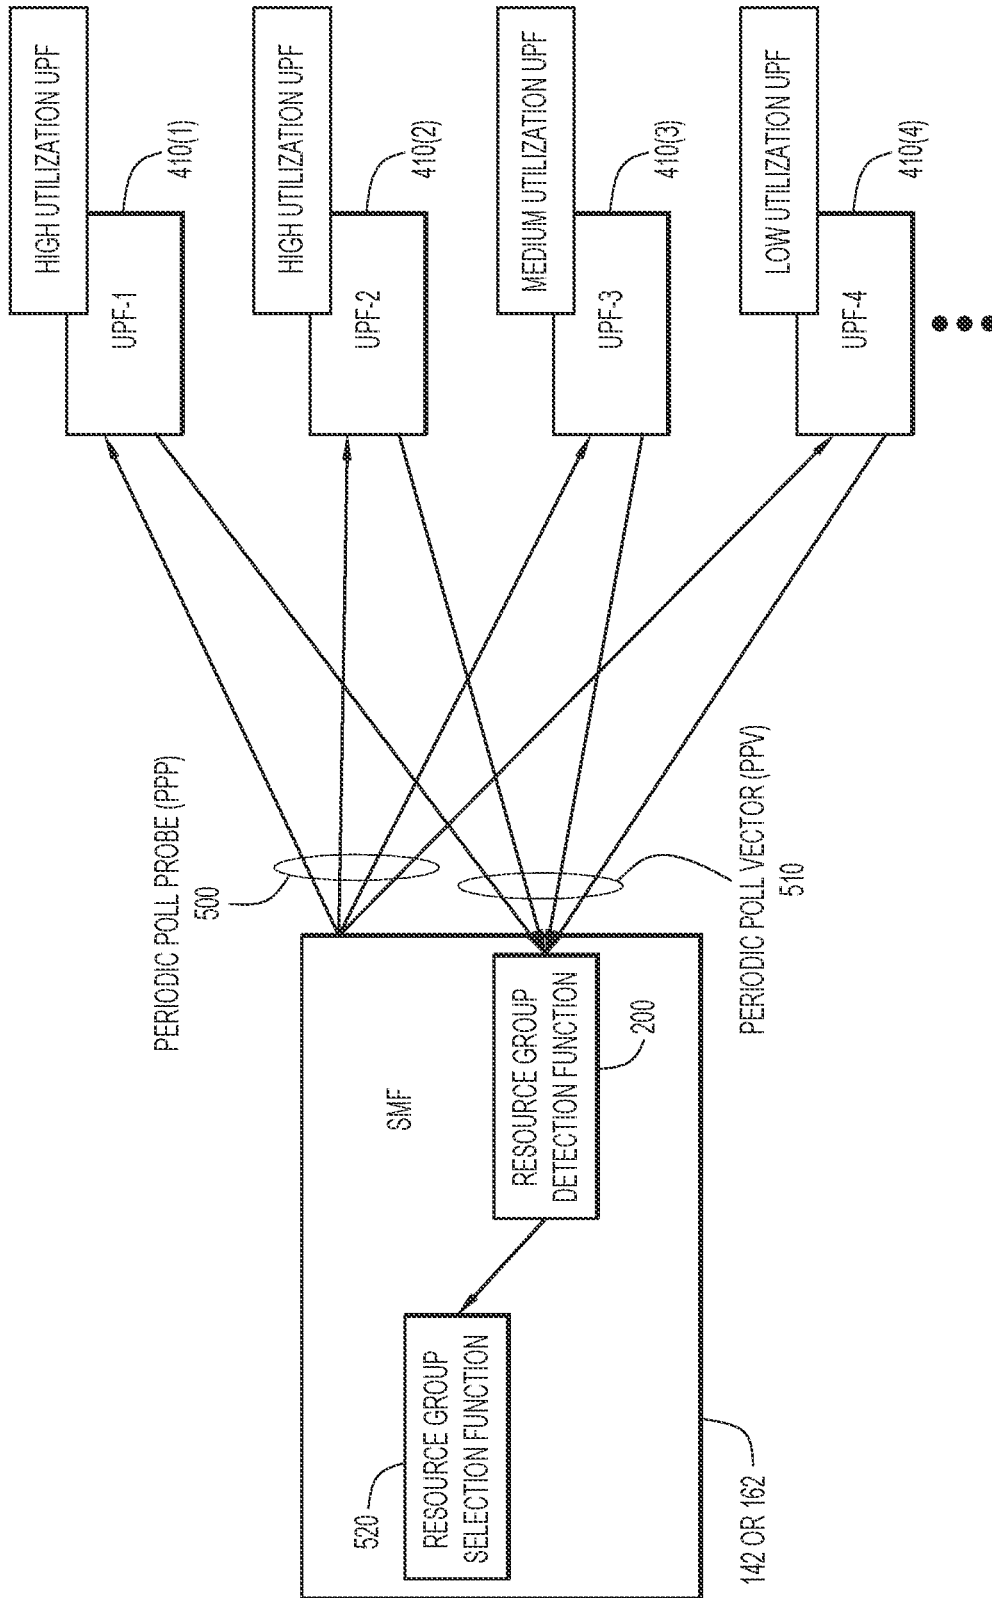 HIGH UTILIZATION UPF
UPF-1
410(1)
HIGH UTILIZATION UPF
UPF-2
410(2)
MEDIUM UTILIZATION UPF
UPF-3
410(3)
LOW UTILIZATION UPF
UPF-4
410(4)
PERIODIC POLL PROBE (PPP)
500
PERIODIC POLL VECTOR (PPV)
510
SMF
RESOURCE GROUP
DETECTION FUNCTION
200
RESOURCE GROUP
SELECTION FUNCTION
520
142 OR 162